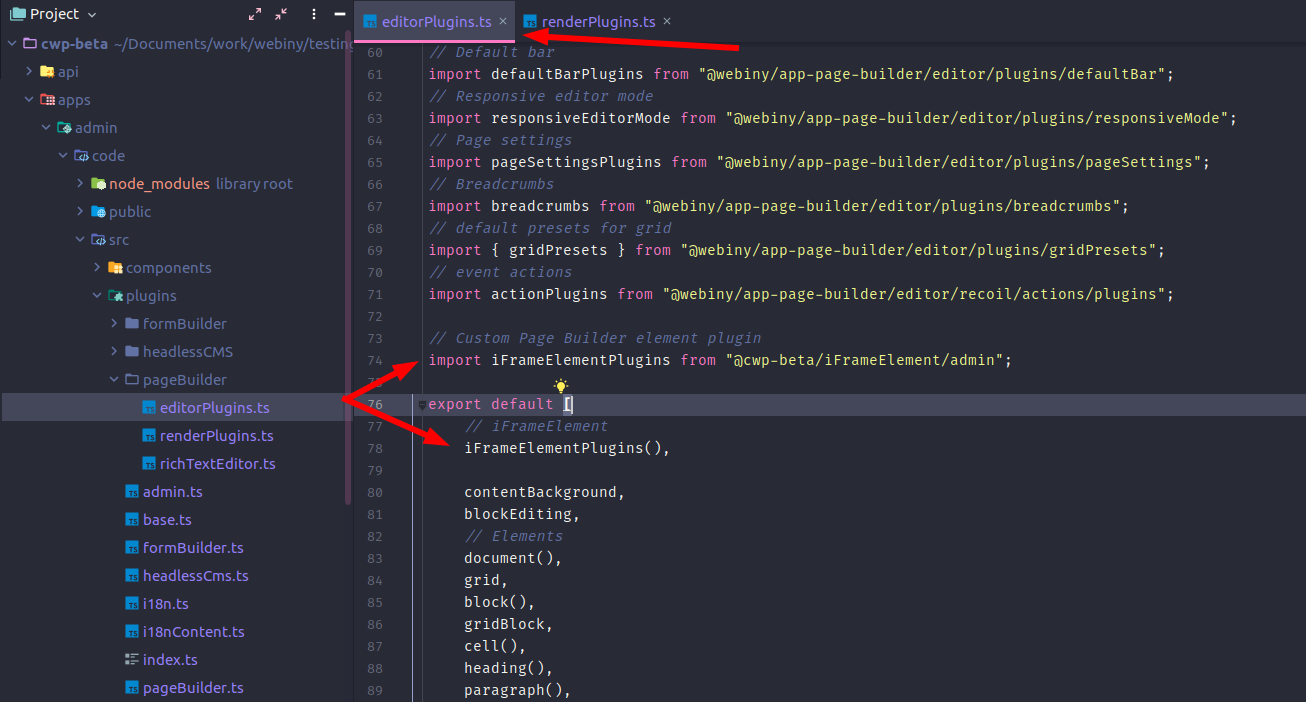 Project
cwp-beta ~/Documents/work/webiny/testing
api
apps
admin
code
node_modules library root
public
src
components
plugins
formBuilder
headlessCMS
pageBuilder
editorPlugins.ts
renderPlugins.ts
richTextEditor.ts
admin.ts
base.ts
formBuilder.ts
headlessCms.ts
i18n.ts
i18nContent.ts
index.ts
pageBuilder.ts
editorPlugins.ts × renderPlugins.ts ×
60 // Default bar
61 import defaultBarPlugins from "@webiny/app-page-builder/editor/plugins/defaultBar";
62 // Responsive editor mode
63 import responsiveEditorMode from "@webiny/app-page-builder/editor/plugins/responsiveMode";
64 // Page settings
65 import pageSettingsPlugins from "@webiny/app-page-builder/editor/plugins/pageSettings";
66 // Breadcrumbs
67 import breadcrumbs from "@webiny/app-page-builder/editor/plugins/breadcrumbs";
68 // default presets for grid
69 import { gridPresets } from "@webiny/app-page-builder/editor/plugins/gridPresets";
70 // event actions
71 import actionPlugins from "@webiny/app-page-builder/editor/recoil/actions/plugins";
72
73 // Custom Page Builder element plugin
74 import iFrameElementPlugins from "@cwp-beta/iFrameElement/admin";
76 export default [
77 // iFrameElement
78 iFrameElementPlugins(),
79
80 contentBackground,
81 blockEditing,
82 // Elements
83 document(),
84 grid,
85 block(),
86 gridBlock,
87 cell(),
88 heading(),
89 paragraph(),